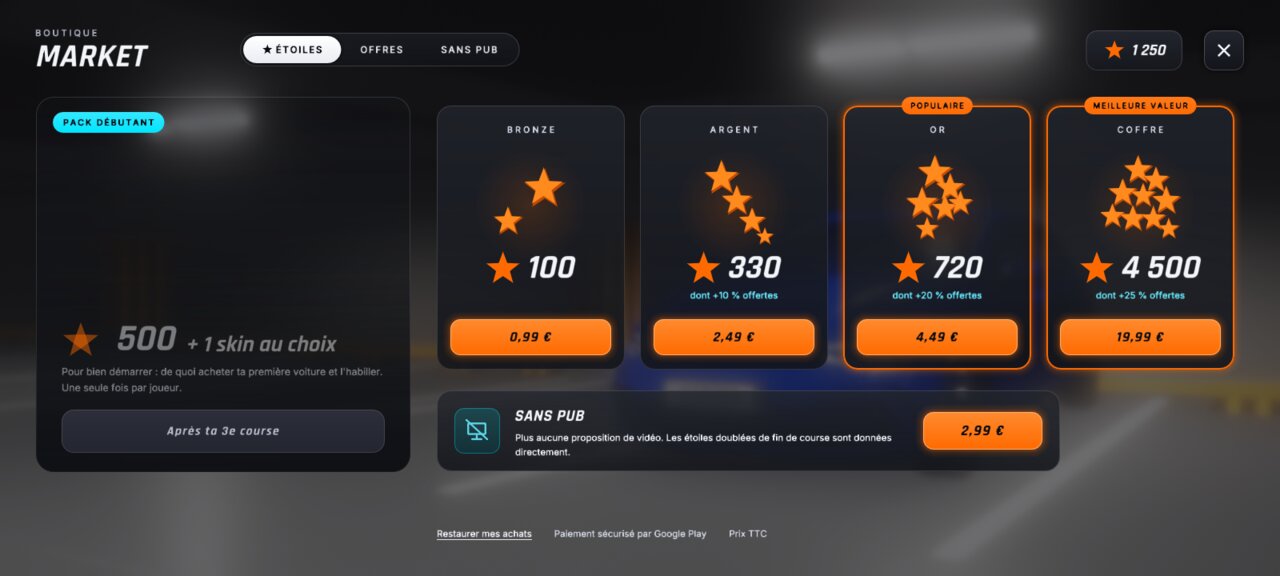 BOUTIQUE
MARKET
★ ÉTOILES
OFFRES
SANS PUB
1 250
PACK DÉBUTANT
500 + 1 skin au choix
Pour bien démarrer : de quoi acheter ta première voiture et l'habiller.
Une seule fois par joueur.
Après ta 3e course
BRONZE
100
0,99 €
ARGENT
330
dont +10 % offertes
2,49 €
POPULAIRE
OR
720
dont +20 % offertes
4,49 €
MEILLEURE VALEUR
COFFRE
4 500
dont +25 % offertes
19,99 €
SANS PUB
Plus aucune proposition de vidéo. Les étoiles doublées de fin de course sont données
directement.
2,99 €
Restaurer mes achats
Paiement sécurisé par Google Play
Prix TTC